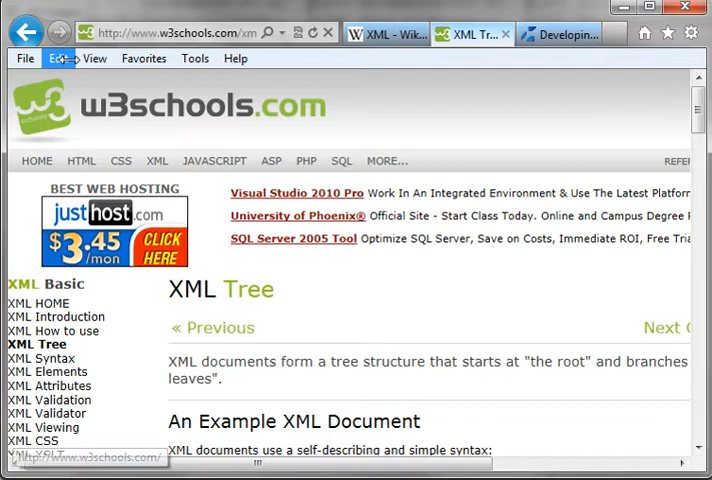 http://www.w3schools.com/xm
W XML - Wik...
XML Tr...
Developin...
File Edit View Favorites Tools Help
w3 schools
w3schools.com
HOME HTML CSS XML JAVASCRIPT ASP PHP SQL MORE... REFER
BEST WEB HOSTING
justhost.com
$3.45
/mon
CLICK
HERE
Visual Studio 2010 Pro Work In An Integrated Environment & Use The Latest Platfor
University of Phoenix® Official Site - Start Class Today. Online and Campus Degree
SQL Server 2005 Tool Optimize SQL Server, Save on Costs, Immediate ROI, Free Tria
XML Basic
XML HOME
XML Introduction
XML How to use
XML Tree
XML Syntax
XML Elements
XML Attributes
XML Validation
XML Validator
XML Viewing
XML CSS
XML Tree
« Previous
Next
XML documents form a tree structure that starts at "the root" and branches
leaves".
An Example XML Document
XML documents use a self-describing and simple syntax:
http://www.w3schools.com/